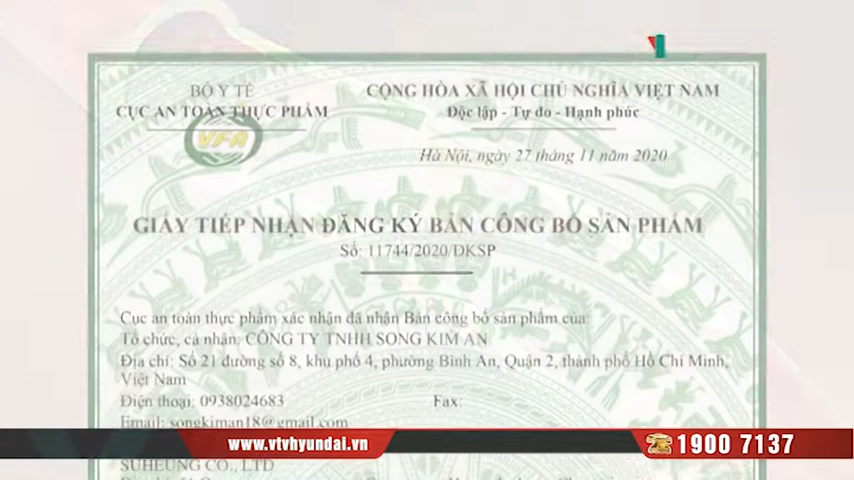 BỘ Y TẾ
CỤC AN TOÀN THỰC PHẨM
VFA
CỘNG HÒA XÃ HỘI CHỦ NGHĨA VIỆT NAM
Độc lập - Tự do - Hạnh phúc
Hà Nội, ngày 27 tháng 11 năm 2020
GIẤY TIẾP NHẬN ĐĂNG KÝ BẢN CÔNG BỐ SẢN PHẨM
Số: 11744/2020/ĐKSP
Cục an toàn thực phẩm xác nhận đã nhận Bản công bố sản phẩm của:
Tổ chức, cá nhân: CÔNG TY TNHH SONG KIM AN
Địa chỉ: Số 21 đường số 8, khu phố 4, phường Bình An, Quận 2, thành phố Hồ Chí Minh,
Việt Nam
Điện thoại: 0938024683 Fax:
Email: songkiman18@gmail.com
www.vtvhyundai.vn
1900 7137
SUHEUNG CO., LTD